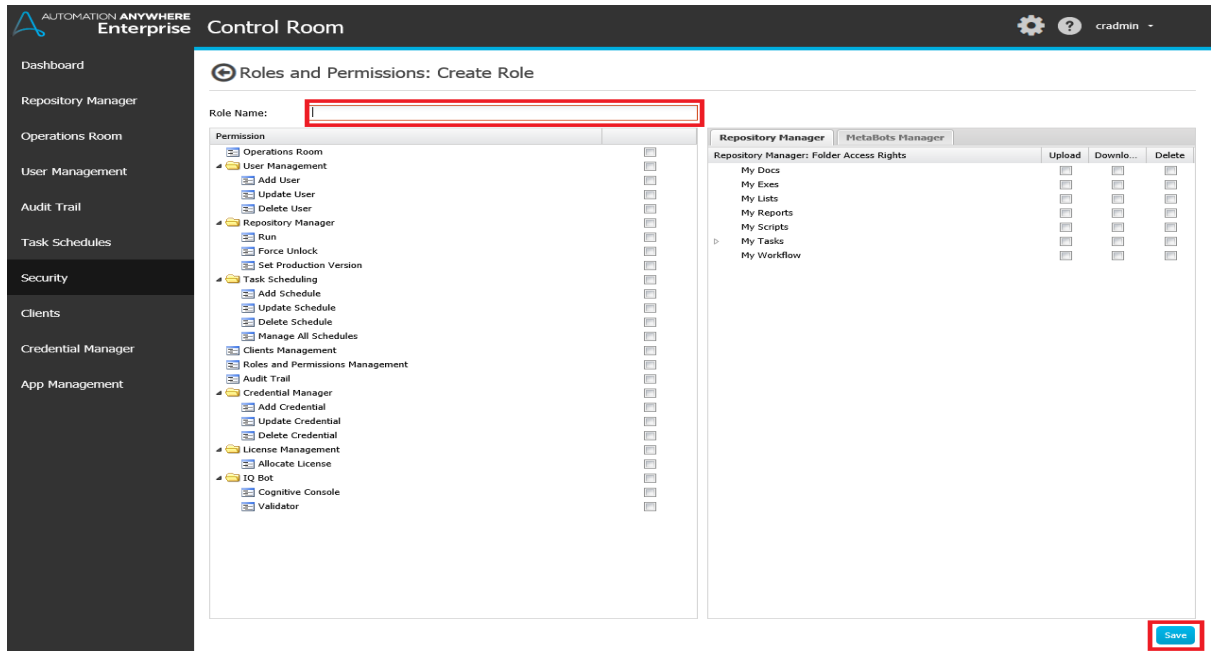 AUTOMATION ANYWHERE
Enterprise
Control Room
cradmin
Dashboard
Repository Manager
Operations Room
User Management
Audit Trail
Task Schedules
Security
Clients
Credential Manager
App Management
Roles and Permissions: Create Role
Role Name:
Permission
Operations Room
User Management
Add User
Update User
Delete User
Repository Manager
Run
Force Unlock
Set Production Version
Task Scheduling
Add Schedule
Update Schedule
Delete Schedule
Manage All Schedules
Clients Management
Roles and Permissions Management
Audit Trail
Credential Manager
Add Credential
Update Credential
Delete Credential
License Management
Allocate License
IQ Bot
Cognitive Console
Validator
Repository Manager MetaBots Manager
Repository Manager: Folder Access Rights Upload Downlo... Delete
My Docs
My Exes
My Lists
My Reports
My Scripts
My Tasks
My Workflow
Save